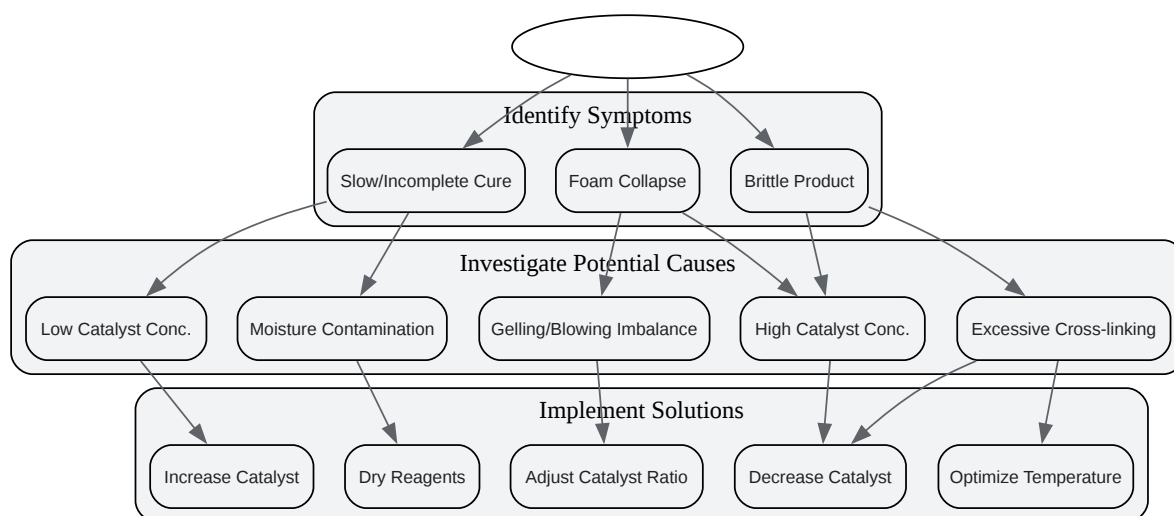 Identify Symptoms
Slow/Incomplete Cure
Foam Collapse
Brittle Product
Investigate Potential Causes
Low Catalyst Conc.
Moisture Contamination
Gelling/Blowing Imbalance
High Catalyst Conc.
Excessive Cross-linking
Implement Solutions
Increase Catalyst
Dry Reagents
Adjust Catalyst Ratio
Decrease Catalyst
Optimize Temperature